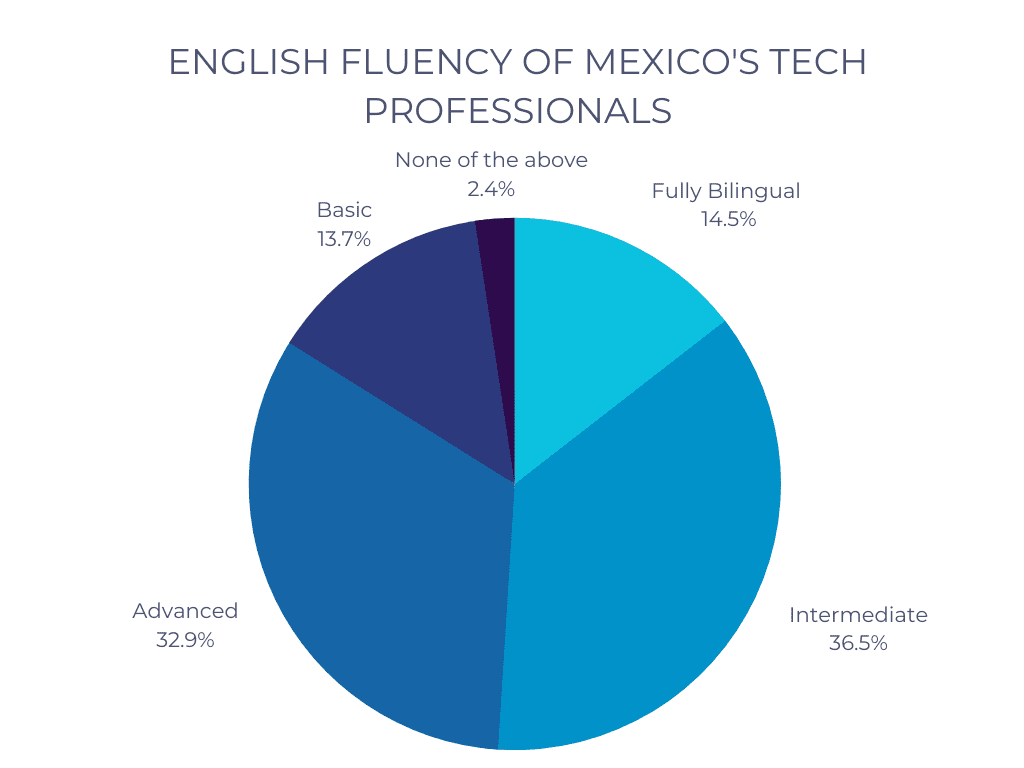 ENGLISH FLUENCY OF MEXICO'S TECH
PROFESSIONALS
None of the above
2.4%
Fully Bilingual
14.5%
Basic
13.7%
Advanced
32.9%
Intermediate
36.5%